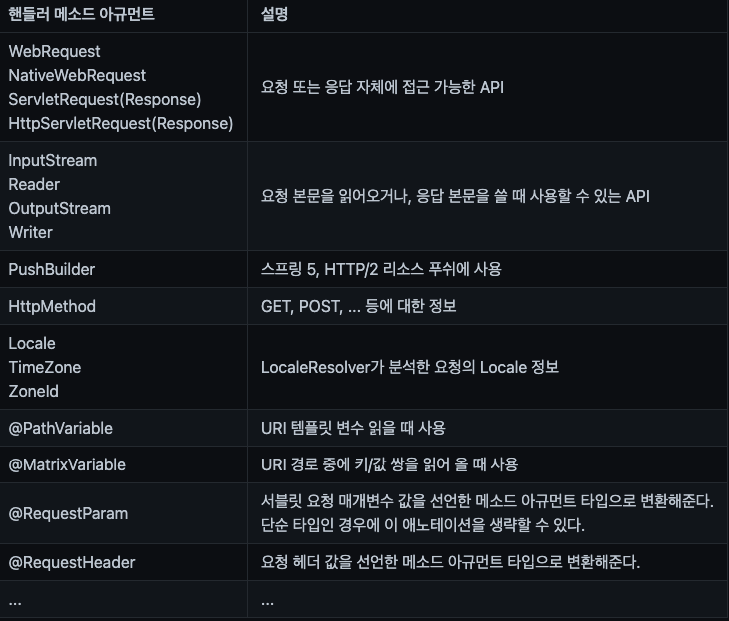 핸들러 메소드 아규먼트 설명
WebRequest
NativeWebRequest
ServletRequest(Response)
HttpServletRequest(Response)
요청 또는 응답 자체에 접근 가능한 API
InputStream
Reader
OutputStream
Writer
요청 본문을 읽어오거나, 응답 본문을 쓸 때 사용할 수 있는 API
PushBuilder 스프링 5, HTTP/2 리소스 푸쉬에 사용
HttpMethod GET, POST, ... 등에 대한 정보
Locale
TimeZone
ZoneId
LocaleResolver가 분석한 요청의 Locale 정보
@PathVariable URI 템플릿 변수 읽을 때 사용
@MatrixVariable URI 경로 중에 키/값 쌍을 읽어 올 때 사용
@RequestParam
서블릿 요청 매개변수 값을 선언한 메소드 아규먼트 타입으로 변환해준다.
단순 타입인 경우에 이 애노테이션을 생략할 수 있다.
@RequestHeader 요청 헤더 값을 선언한 메소드 아규먼트 타입으로 변환해준다.
... ...